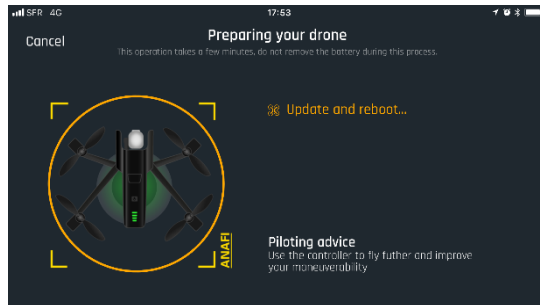 SFR 4G 17:53
Cancel Preparing your drone
This operation takes a few minutes, do not remove the battery during this process.
Update and reboot...
ANAFI
Piloting advice
Use the controller to fly futher and improve
your maneuverability